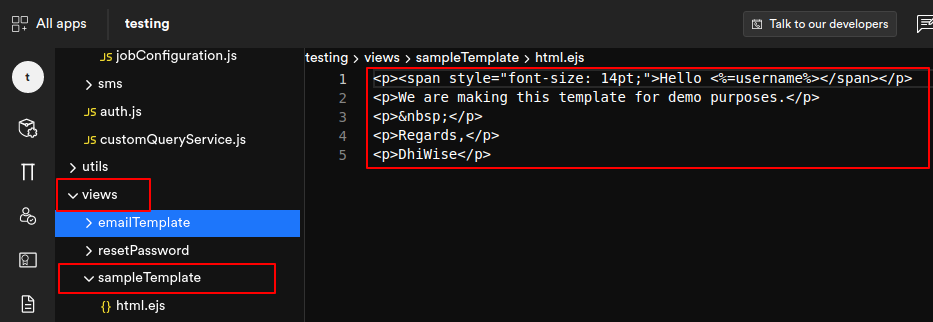 All apps
testing
Talk to our developers
jobConfiguration.js
sms
JS auth.js
JS customQueryService.js
utils
views
emailTemplate
resetPassword
sampleTemplate
{} html.ejs
t
testing > views > sampleTemplate > html.ejs
1 <p><span style="font-size: 14pt;">Hello <%=username%></span></p>
2 <p>We are making this template for demo purposes.</p>
3 <p>&nbsp;</p>
4 <p>Regards,</p>
5 <p>DhiWise</p>